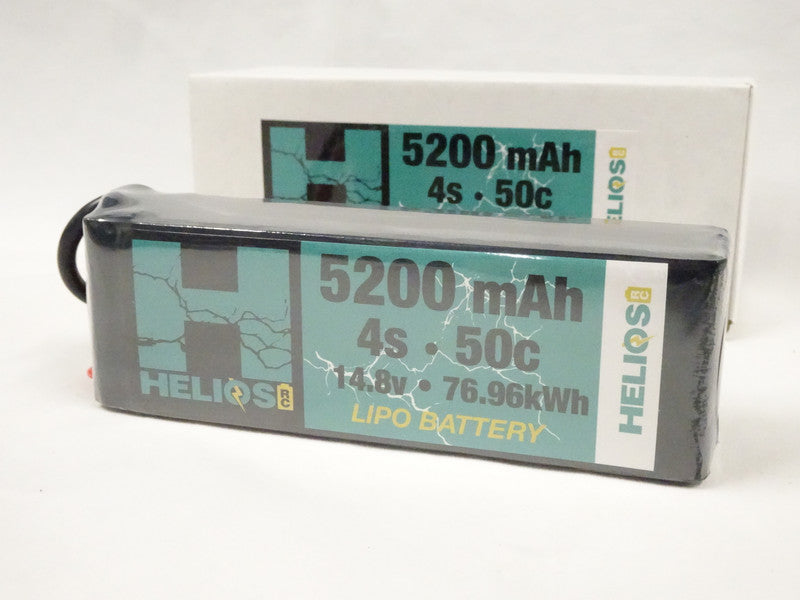 H
5200 mAh
4s • 50c
HELIOS RC
H
HELIOS RC
5200 mAh
4s • 50c
14.8v • 76.96kWh
LIPO BATTERY
HELIOS RC